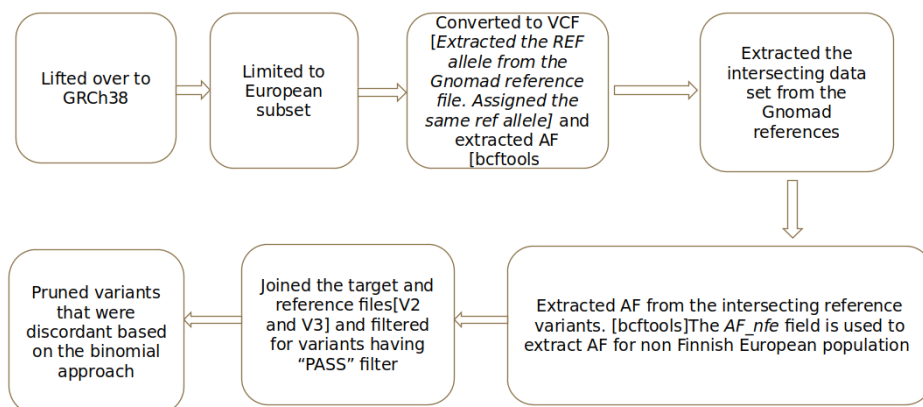 Lifted over to
GRCh38
Limited to
European
subset
Converted to VCF
[Extracted the REF
allele from the
Gnomad reference
file. Assigned the
same ref allele] and
extracted AF
[bcftools
Extracted the
intersecting data
set from the
Gnomad
references
Extracted AF from the intersecting reference
variants. [bcftools]The AF_nfe field is used to
extract AF for non Finnish European population
Joined the target and
reference files[V2
and V3] and filtered
for variants having
“PASS” filter
Pruned variants
that were
discordant based
on the binomial
approach